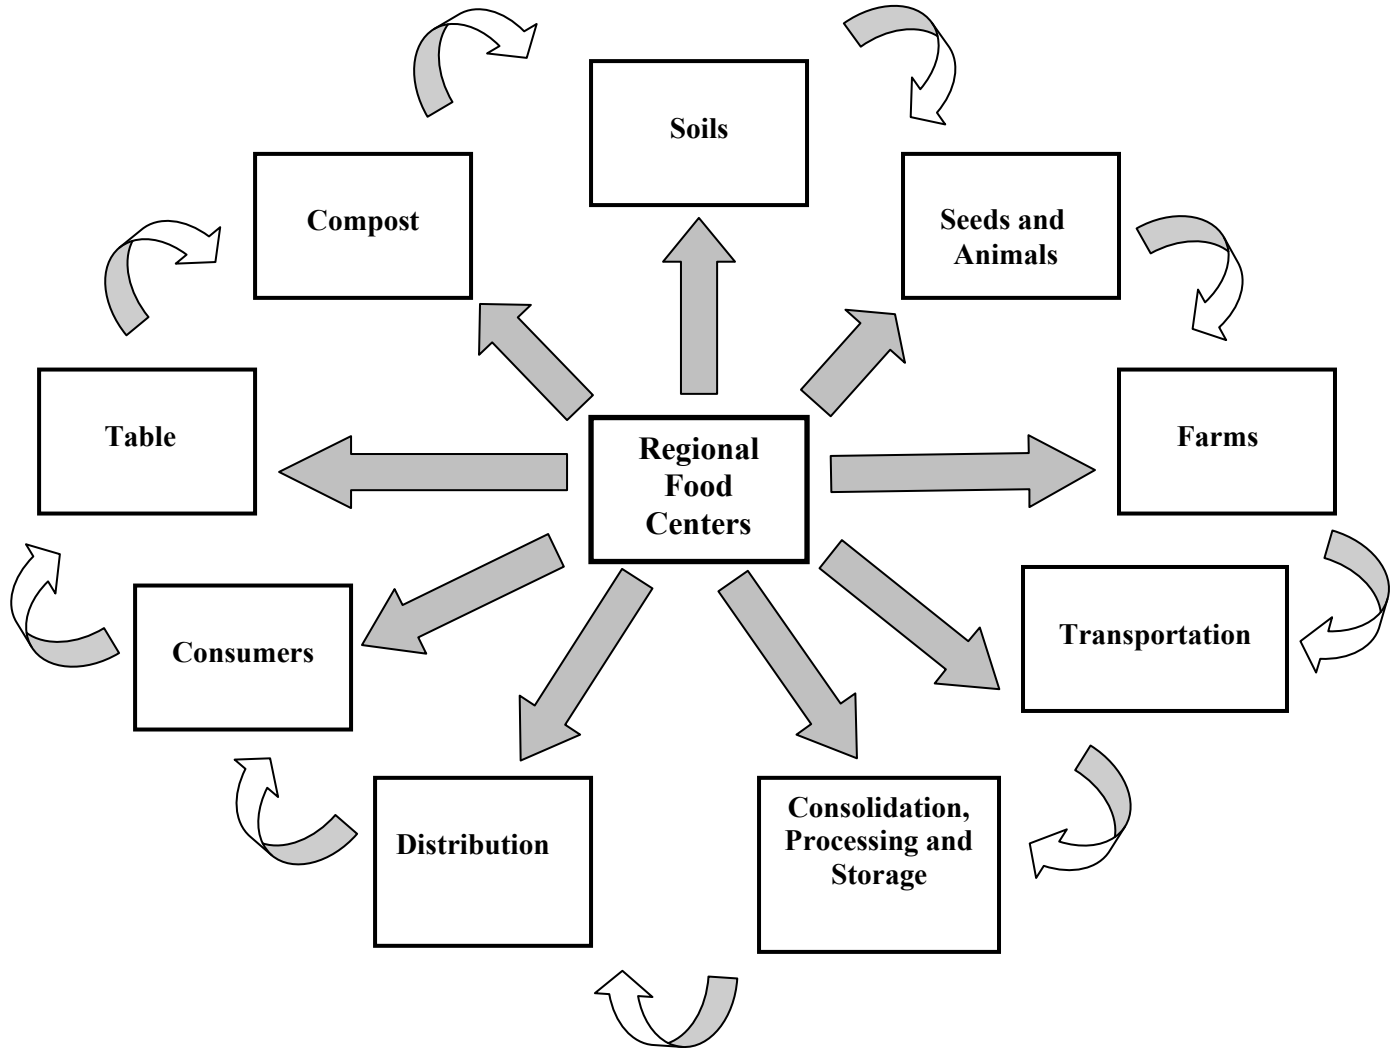 Soils
Compost
Seeds and
Animals
Table
Regional
Food
Centers
Farms
Consumers
Transportation
Distribution
Consolidation,
Processing and
Storage